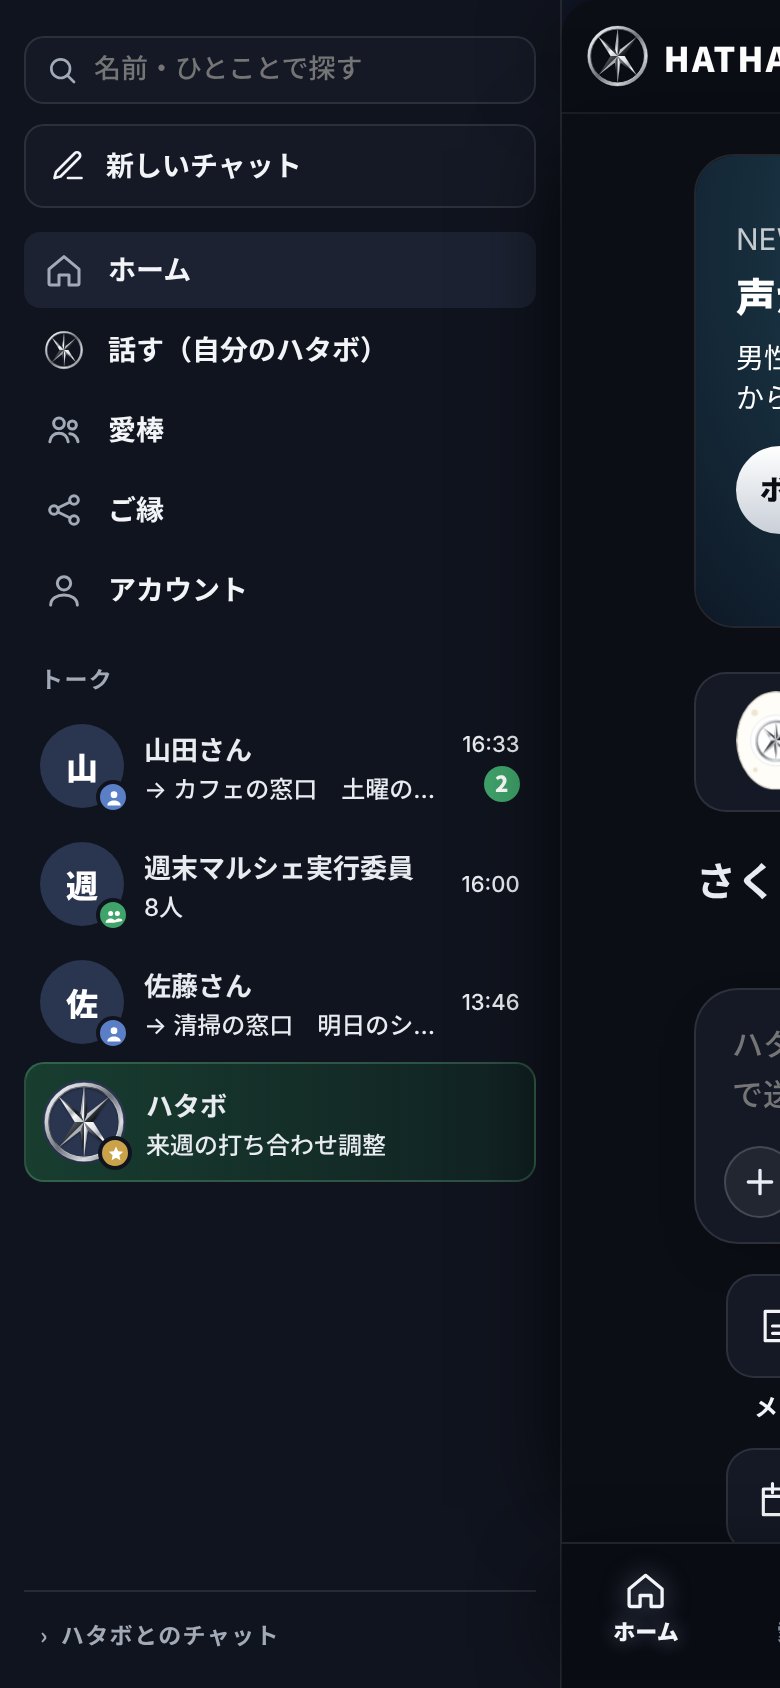 名前・ひとことで探す
新しいチャット
ホーム
話す（自分のハタボ）
愛棒
ご縁
アカウント
トーク
山
山田さん
16:33
→ カフェの窓口　土曜の...
2
週
週末マルシェ実行委員
8人
16:00
佐
佐藤さん
→ 清掃の窓口　明日のシ...
13:46
ハタボ
来週の打ち合わせ調整
› ハタボとのチャット
HATHA
NE
声
男性
から
さく
ハタ
で送
メ
ホーム